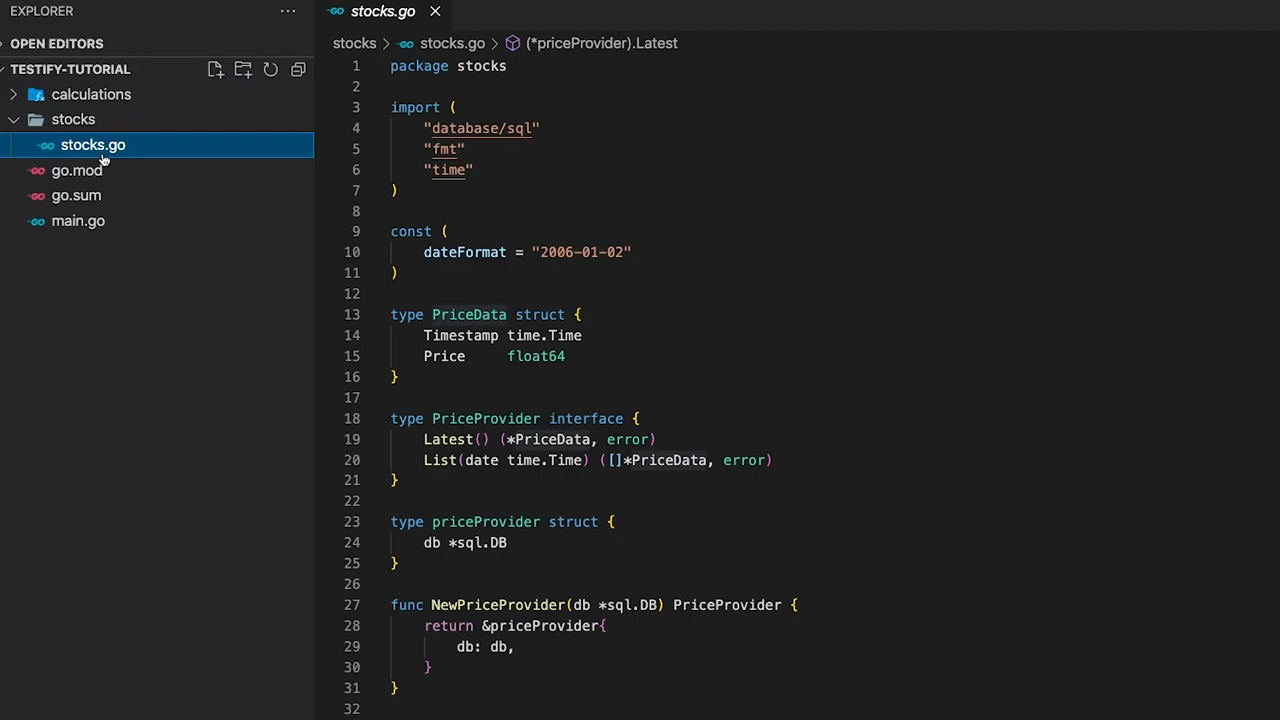 EXPLORER
OPEN EDITORS
TESTIFY-TUTORIAL
calculations
stocks
stocks.go
go.mod
go.sum
main.go
stocks.go
stocks > stocks.go > (*priceProvider).Latest
1 package stocks
2
3 import (
4 "database/sql"
5 "fmt"
6 "time"
7 )
8
9 const (
10 dateFormat = "2006-01-02"
11 )
12
13 type PriceData struct {
14 Timestamp time.Time
15 Price float64
16 }
17
18 type PriceProvider interface {
19 Latest() (*PriceData, error)
20 List(date time.Time) ([]*PriceData, error)
21 }
22
23 type priceProvider struct {
24 db *sql.DB
25 }
26
27 func NewPriceProvider(db *sql.DB) PriceProvider {
28 return &priceProvider{
29 db: db,
30 }
31 }
32